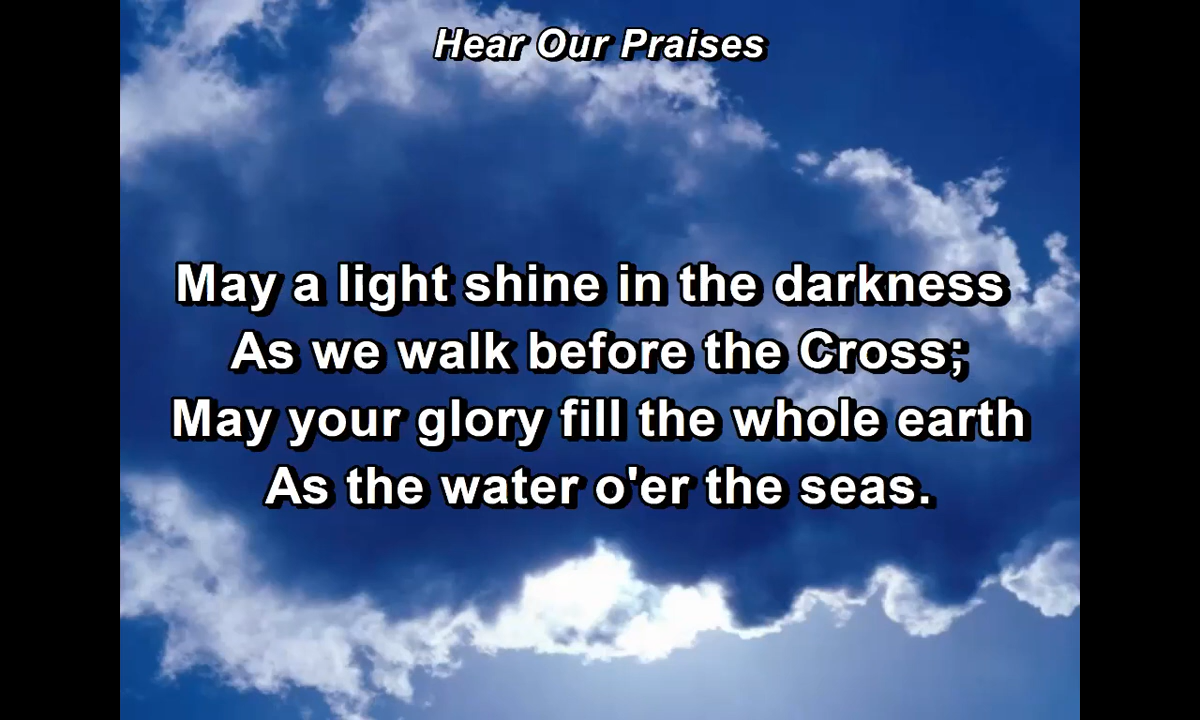 Hear Our Praises
May a light shine in the darkness
As we walk before the Cross;
May your glory fill the whole earth
As the water o'er the seas.